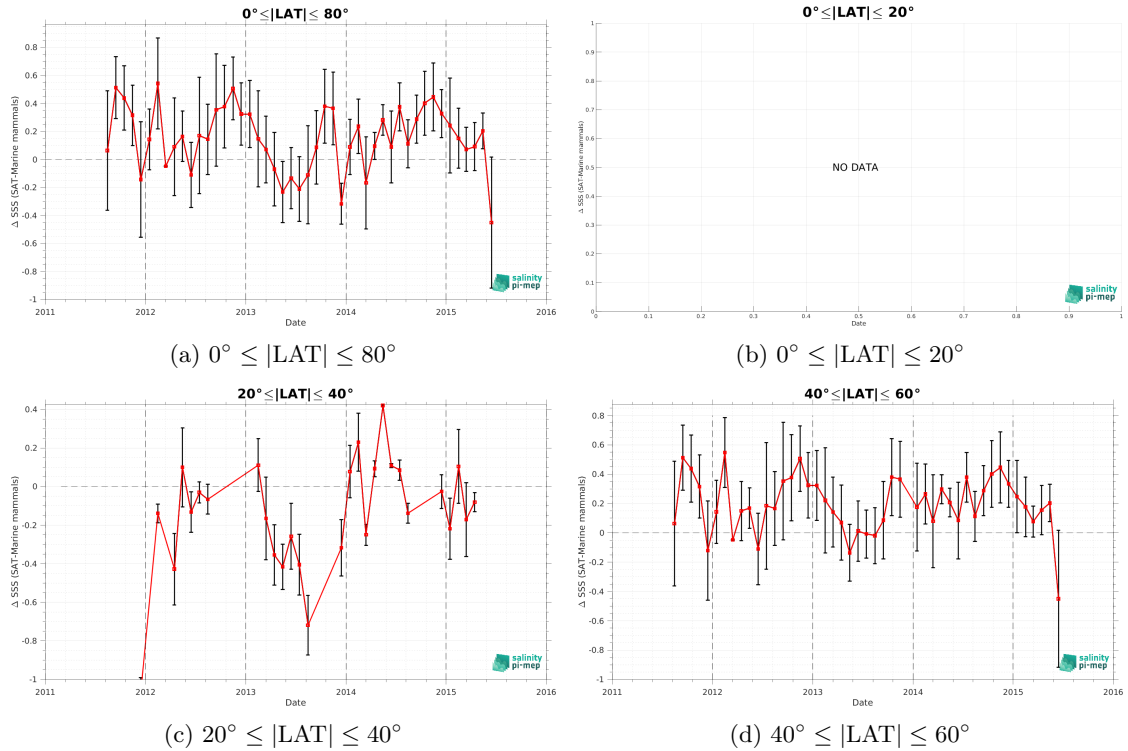 0°≤|LAT|≤ 80°
Δ SSS (SAT-Marine mammals)
0.8
0.6
0.4
0.2
0
-0.2
-0.4
-0.6
-0.8
-1
2011 2012 2013 2014 2015 2016
Date
salinity
pi-mep
(a) 0° ≤ |LAT| ≤ 80°
0°≤|LAT|≤ 20°
Δ SSS (SAT-Marine mammals)
1
0.9
0.8
0.7
0.6
0.5
0.4
0.3
0.2
0.1
0
NO DATA
0 0.1 0.2 0.3 0.4 0.5 0.6 0.7 0.8 0.9 1
Date
salinity
pi-mep
(b) 0° ≤ |LAT| ≤ 20°
20°≤|LAT|≤ 40°
Δ SSS (SAT-Marine mammals)
0.4
0.2
0
-0.2
-0.4
-0.6
-0.8
-1
2011 2012 2013 2014 2015 2016
Date
salinity
pi-mep
(c) 20° ≤ |LAT| ≤ 40°
40°≤|LAT|≤ 60°
Δ SSS (SAT-Marine mammals)
0.8
0.6
0.4
0.2
0
-0.2
-0.4
-0.6
-0.8
-1
2011 2012 2013 2014 2015 2016
Date
salinity
pi-mep
(d) 40° ≤ |LAT| ≤ 60°